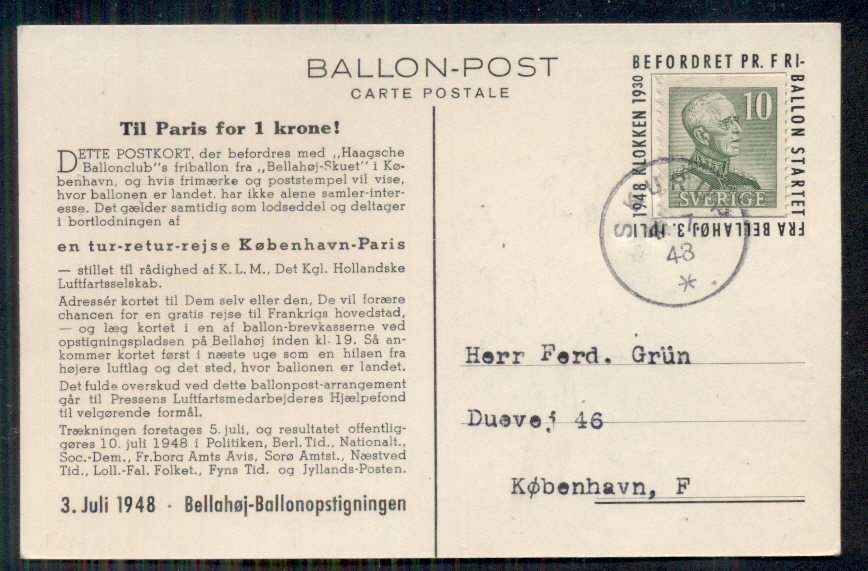 BALLON-POST
CARTE POSTALE
Til Paris for 1 krone!
DETTE POSTKORT, der befordres med „Haagsche
Ballonclub"s friballon fra „Bellahøj-Skuet" i Kø-
benhavn, og hvis frimærke og poststempel vil vise,
hvor ballonen er landet, har ikke alene samler-inter-
esse. Det gælder samtidig som lodseddel og deltager
i bortlodningen af
en tur-retur-rejse København-Paris
— stillet til rådighed af K. L. M., Det Kgl. Hollandske
Luftfartsselskab.
Adressér kortet til Dem selv eller den, De vil forære
chancen for en gratis rejse til Frankrigs hovedstad,
— og læg kortet i en af ballon-brevkasserne ved
opstigningspladsen på Bellahøj inden kl. 19. Så an-
kommer kortet først i næste uge som en hilsen fra
højere luftlag og det sted, hvor ballonen er landet.
Det fulde overskud ved dette ballonpost-arrangement
går til Pressens Luftfartsmedarbejderes Hjælpefond
til velgørende formål.
Trækningen foretages 5. juli, og resultatet offentlig-
gøres 10. juli 1948 i Politiken, Berl. Tid., Nationalt.,
Soc.-Dem., Fr.borg Amts Avis, Sorø Amtst., Næstved
Tid., Loll.-Fal. Folket., Fyns Tid. og Jyllands-Posten.
3. Juli 1948 · Bellahøj-Ballonopstigningen
BEFORDRET PR. FRI-
BALLON STARTET
FRA BELLAHØJ 3. JULI
1948 KLOKKEN 1930
10
SVERIGE
SKURUP
7
48
Herr Ferd. Grün
Duevej 46
København, F